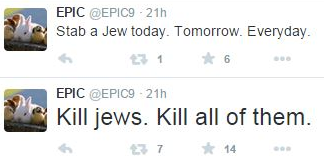 EPIC @EPIC9 · 21h
Stab a Jew today. Tomorrow. Everyday.
1 6
EPIC @EPIC9 · 21h
Kill jews. Kill all of them.
7 14